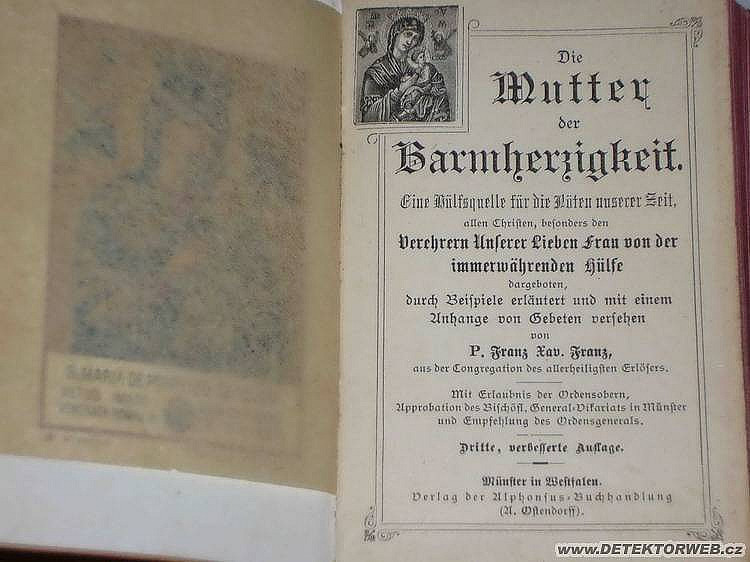 S. MARIA DE
Die
Mutter
der
Barmherzigkeit.
Eine Hülfsquelle für die Nöten unserer Zeit,
allen Christen, besonders den
Verehrern Unserer Lieben Frau von der
immerwährenden Hülfe
dargeboten,
durch Beispiele erläutert und mit einem
Anhange von Gebeten versehen
von
P. Franz Xav. Franz,
aus der Congregation des allerheiligsten Erlösers.
Mit Erlaubnis der Ordensobern,
Approbation des Bischöfl. General-Vikariats in Münster
und Empfehlung des Ordensgenerals.
Dritte, verbesserte Auflage.
Münster in Westfalen.
Verlag der Alphonsus-Buchhandlung
(A. Ostendorff).
www.DETEKTORWEB.cz